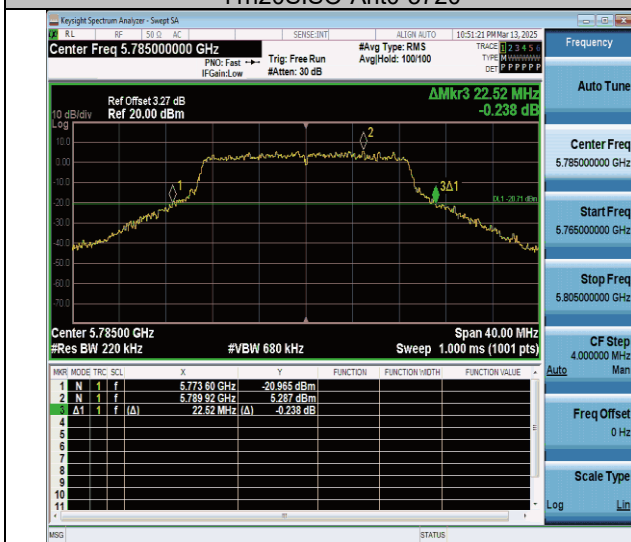 Keysight Spectrum Analyzer - Swept SA
RL RF 50 Ω AC SENSE:INT ALIGN AUTO 10:51:21 PM Mar 13, 2025
Center Freq 5.785000000 GHz
PNO: Fast
IFGain:Low
Trig: Free Run
#Atten: 30 dB
#Avg Type: RMS
Avg|Hold: 100/100
TRACE 1 2 3 4 5 6
TYPE M W W W W W
DET P P P P P P
Frequency
Auto Tune
Center Freq
5.785000000 GHz
Start Freq
5.765000000 GHz
Stop Freq
5.805000000 GHz
CF Step
4.000000 MHz
Auto Man
Freq Offset
0 Hz
Scale Type
Log Lin
ΔMkr3 22.52 MHz
-0.238 dB
Ref Offset 3.27 dB
10 dB/div Ref 20.00 dBm
Log
10.0
0.00
-10.0
-20.0
-30.0
-40.0
-50.0
-60.0
-70.0
1
2
3Δ1
DL1 -20.71 dBm
Center 5.78500 GHz Span 40.00 MHz
#Res BW 220 kHz #VBW 680 kHz Sweep 1.000 ms (1001 pts)
MKR MODE TRC SCL X Y FUNCTION FUNCTION WIDTH FUNCTION VALUE
1 N 1 f 5.773 60 GHz -20.965 dBm
2 N 1 f 5.789 92 GHz 5.287 dBm
3 Δ1 1 f (Δ) 22.52 MHz (Δ) -0.238 dB
4
5
6
7
8
9
10
11
MSG STATUS